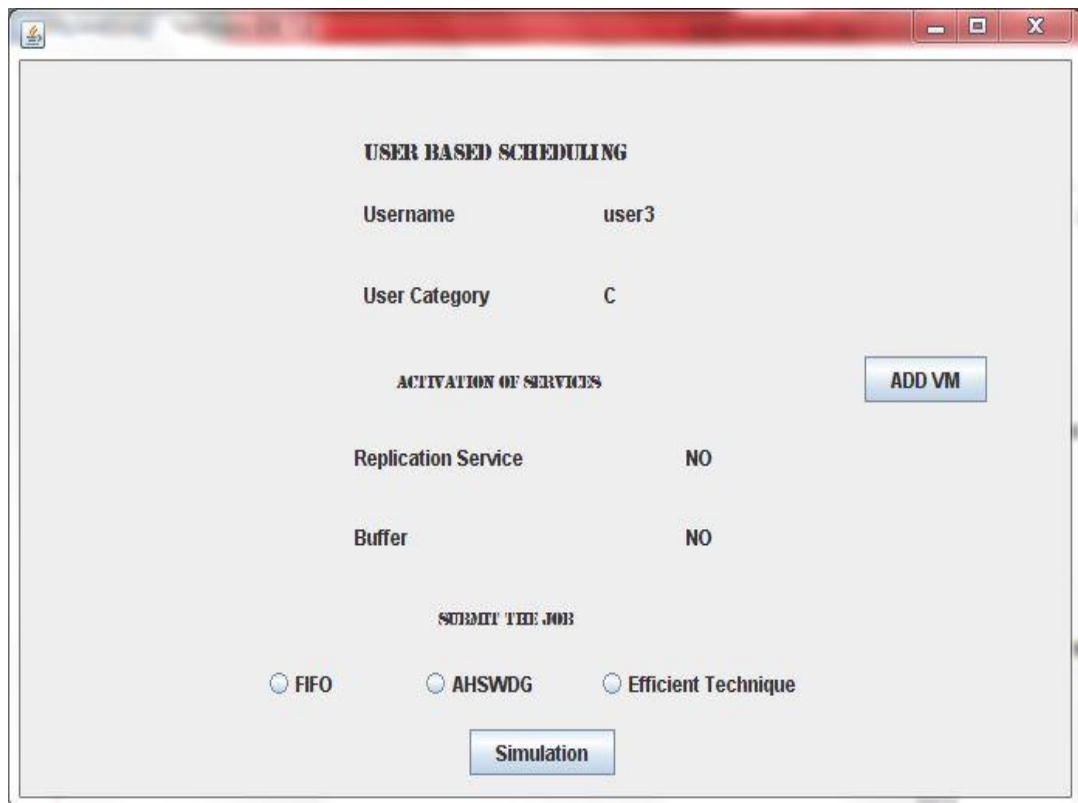 USER BASED SCHEDULING
Username user3
User Category C
ACTIVATION OF SERVICES
ADD VM
Replication Service NO
Buffer NO
SUBMIT THE JOB
FIFO AHSWDG Efficient Technique
Simulation